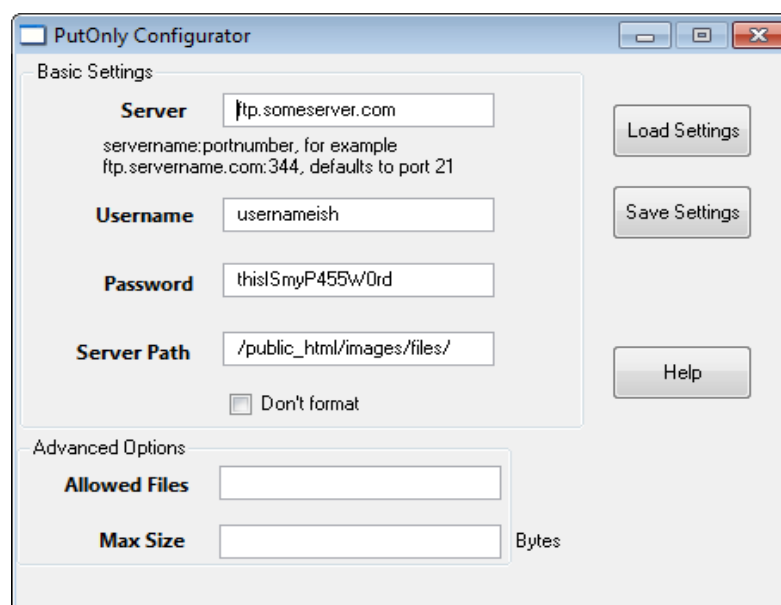 PutOnly Configurator
Basic Settings
Server
ftp.someserver.com
Load Settings
servername:portnumber, for example
ftp.servername.com:344, defaults to port 21
Username
usernameish
Save Settings
Password
thisISmyP455W0rd
Server Path
/public_html/images/files/
Help
Don't format
Advanced Options
Allowed Files
Max Size
Bytes